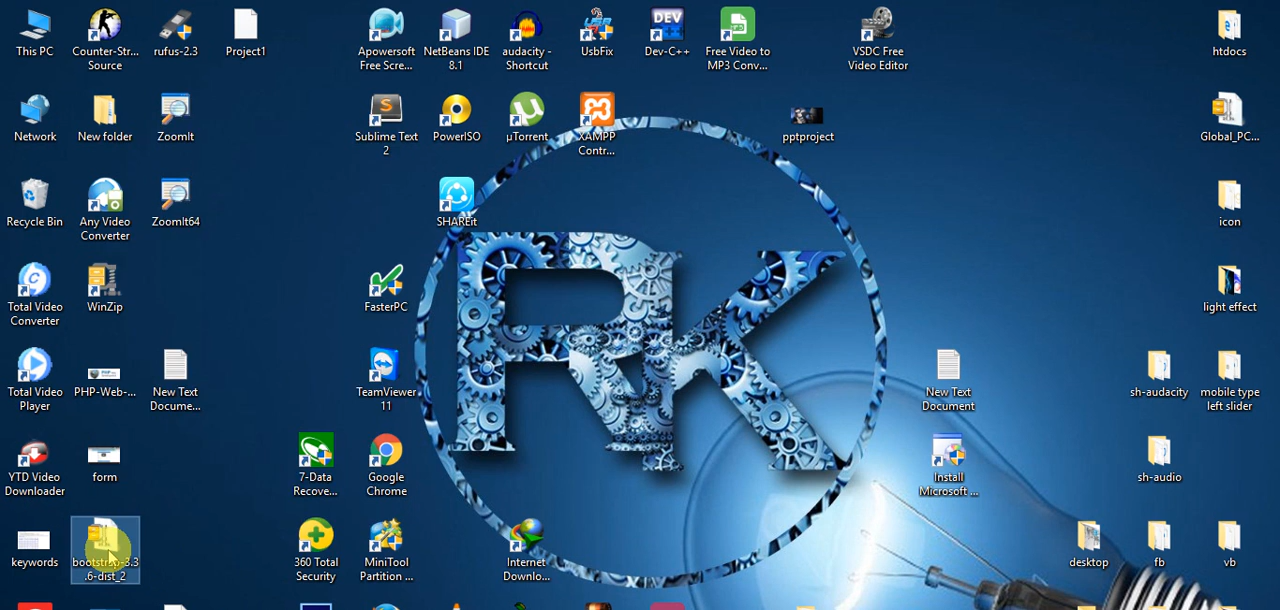 This PC
Counter-Str...
Source
rufus-2.3
Project1
Apowersoft
Free Scre...
NetBeans IDE
8.1
audacity -
Shortcut
UsbFix
DEV
Dev-C++
Free Video to
MP3 Conv...
VSDC Free
Video Editor
htdocs
Network
New folder
ZoomIt
Sublime Text
2
PowerISO
µTorrent
XAMPP
Contr...
pptproject
Global_PC...
Recycle Bin
Any Video
Converter
ZoomIt64
SHAREit
icon
RK
Total Video
Converter
WinZip
FasterPC
light effect
Total Video
Player
PHP-Web-...
New Text
Docume...
TeamViewer
11
New Text
Document
sh-audacity
mobile type
left slider
YTD Video
Downloader
form
7-Data
Recove...
Google
Chrome
Install
Microsoft ...
sh-audio
keywords
bootstrap-3.3
.6-dist_2
360 Total
Security
MiniTool
Partition ...
Internet
Downlo...
desktop
fb
vb